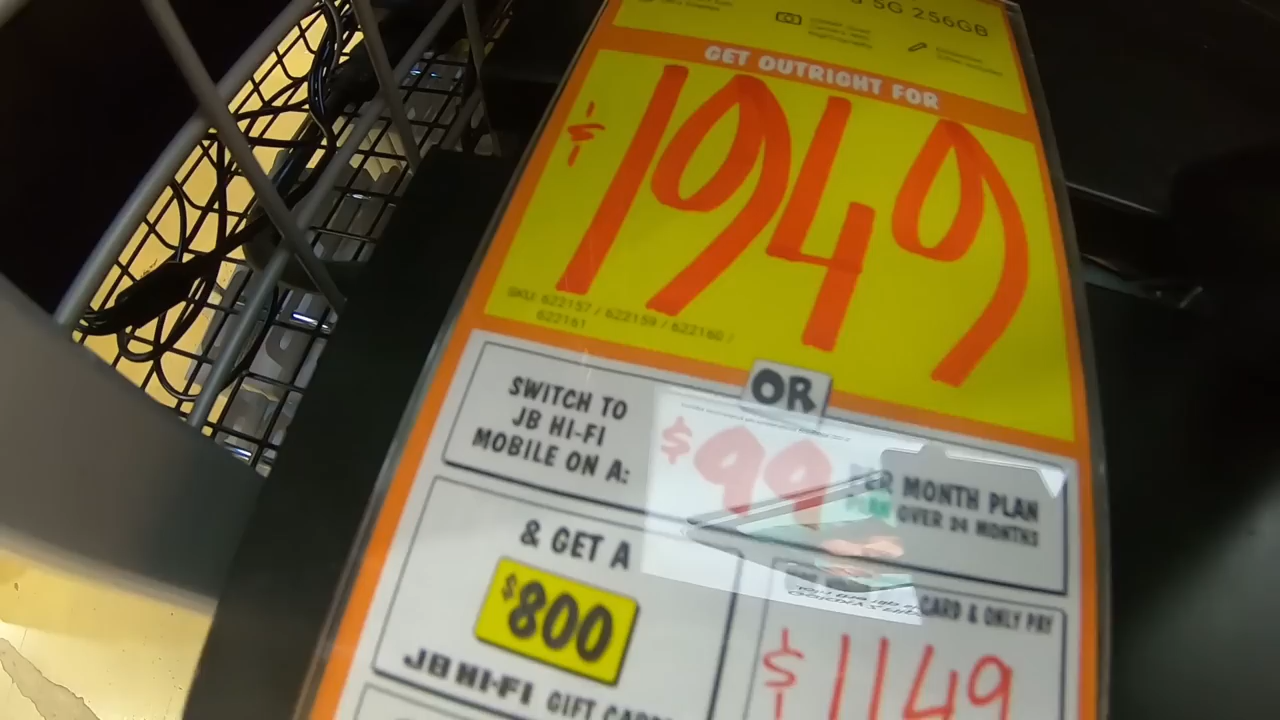 5G 256GB
GET OUTRIGHT FOR
$1949
SKU: 622157 / 622159 / 622160 /
622161
OR
SWITCH TO
JB HI-FI
MOBILE ON A:
$99
PER MONTH PLAN
PLAN OVER 24 MONTHS
& GET A
$800
JB HI-FI GIFT CARD
CARD & ONLY PAY
$1149